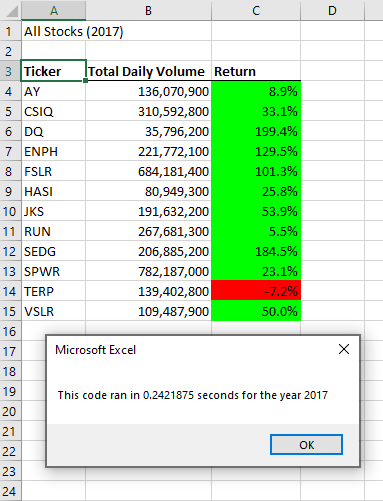 A B C D
1 All Stocks (2017)
2
3 Ticker Total Daily Volume Return
4 AY 136,070,900 8.9%
5 CSIQ 310,592,800 33.1%
6 DQ 35,796,200 199.4%
7 ENPH 221,772,100 129.5%
8 FSLR 684,181,400 101.3%
9 HASI 80,949,300 25.8%
10 JKS 191,632,200 53.9%
11 RUN 267,681,300 5.5%
12 SEDG 206,885,200 184.5%
13 SPWR 782,187,000 23.1%
14 TERP 139,402,800 -7.2%
15 VSLR 109,487,900 50.0%
16
17 Microsoft Excel
18
19 This code ran in 0.2421875 seconds for the year 2017
20
21
22 OK
23
24